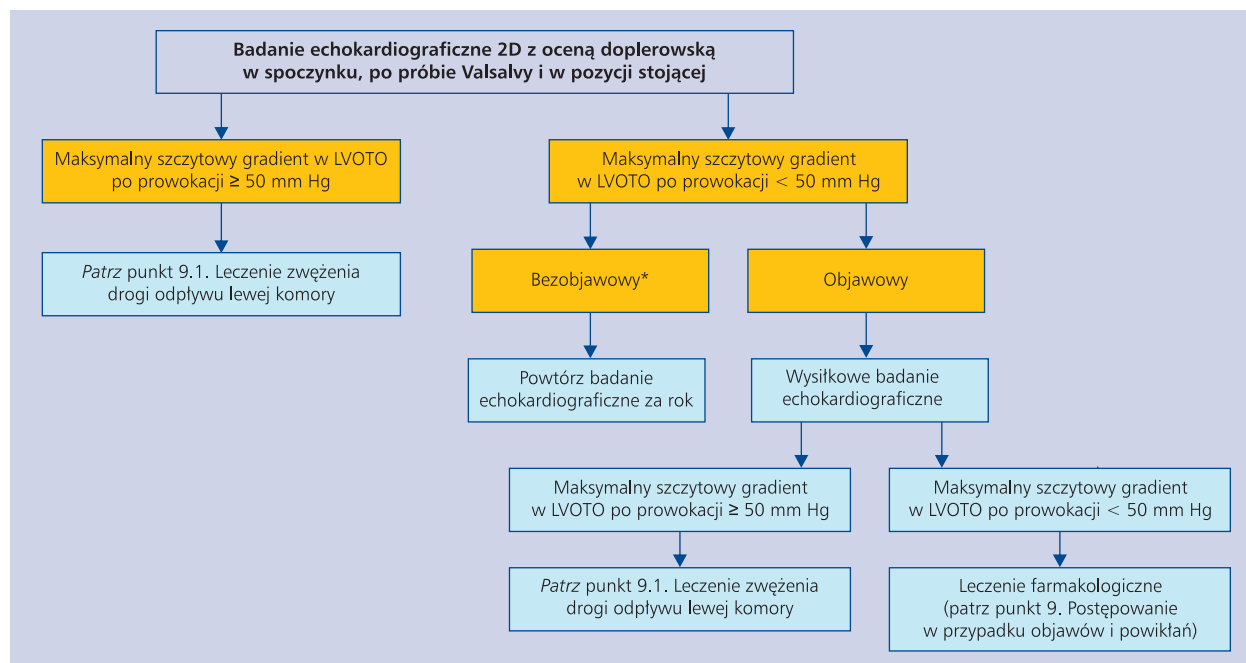 Badanie echokardiograficzne 2D z oceną doplerowską
w spoczynku, po próbie Valsalvy i w pozycji stojącej
Maksymalny szczytowy gradient w LVOTO
po prowokacji ≥ 50 mm Hg
Maksymalny szczytowy gradient
w LVOTO po prowokacji < 50 mm Hg
Patrz punkt 9.1. Leczenie zwężenia
drogi odpływu lewej komory
Bezobjawowy*
Objawowy
Powtórz badanie
echokardiograficzne za rok
Wysiłkowe badanie
echokardiograficzne
Maksymalny szczytowy gradient
w LVOTO po prowokacji ≥ 50 mm Hg
Maksymalny szczytowy gradient
w LVOTO po prowokacji < 50 mm Hg
Patrz punkt 9.1. Leczenie zwężenia
drogi odpływu lewej komory
Leczenie farmakologiczne
(patrz punkt 9. Postępowanie
w przypadku objawów i powikłań)